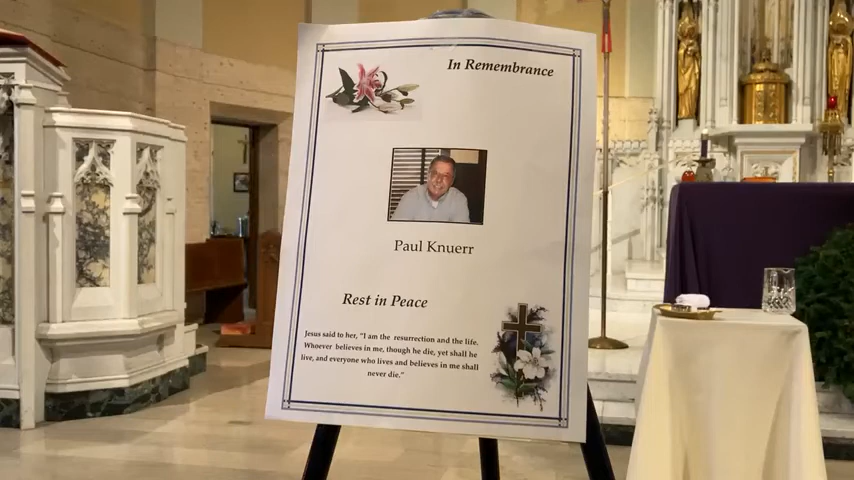 In Remembrance
Paul Knuerr
Rest in Peace
Jesus said to her, "I am the resurrection and the life.
Whoever believes in me, though he die, yet shall he
live, and everyone who lives and believes in me shall
never die."